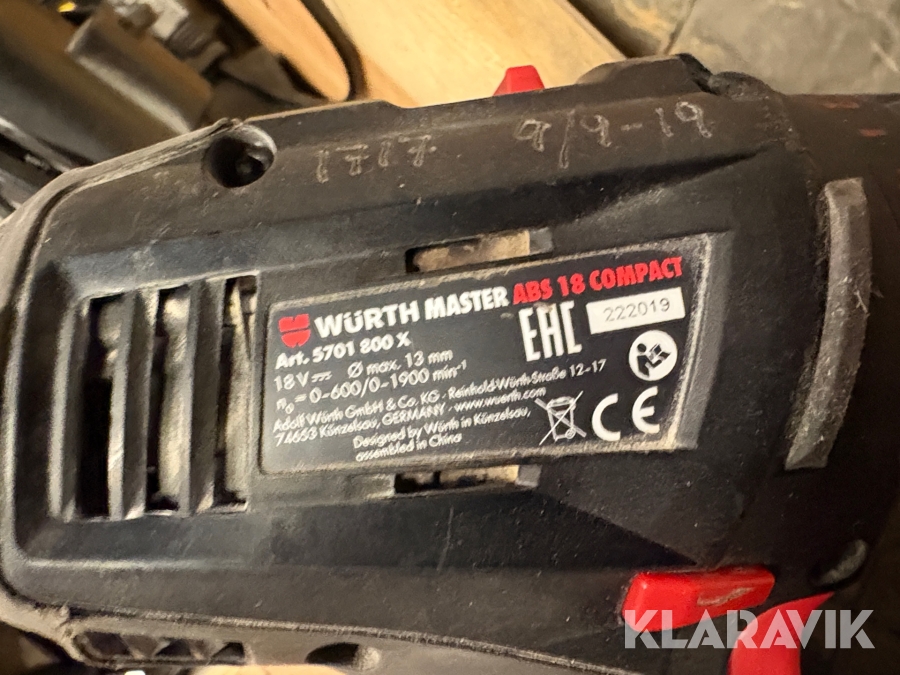 1717 9/9-19
WÜRTH MASTER ABS 18 COMPACT
Art. 5701 800 X
18 V ⎓ Ø max. 13 mm
n₀ = 0-600/0-1900 min⁻¹
Adolf Würth GmbH & Co. KG · Reinhold-Würth-Straße 12-17
74653 Künzelsau, GERMANY · www.wuerth.com
Designed by Würth in Künzelsau,
assembled in China
EAC
222019
CE
KLARAVIK